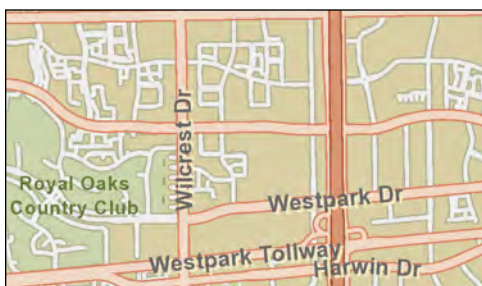 Wilcrest Dr
Royal Oaks
Country Club
Westpark Dr
Westpark Tollway
Harwin Dr